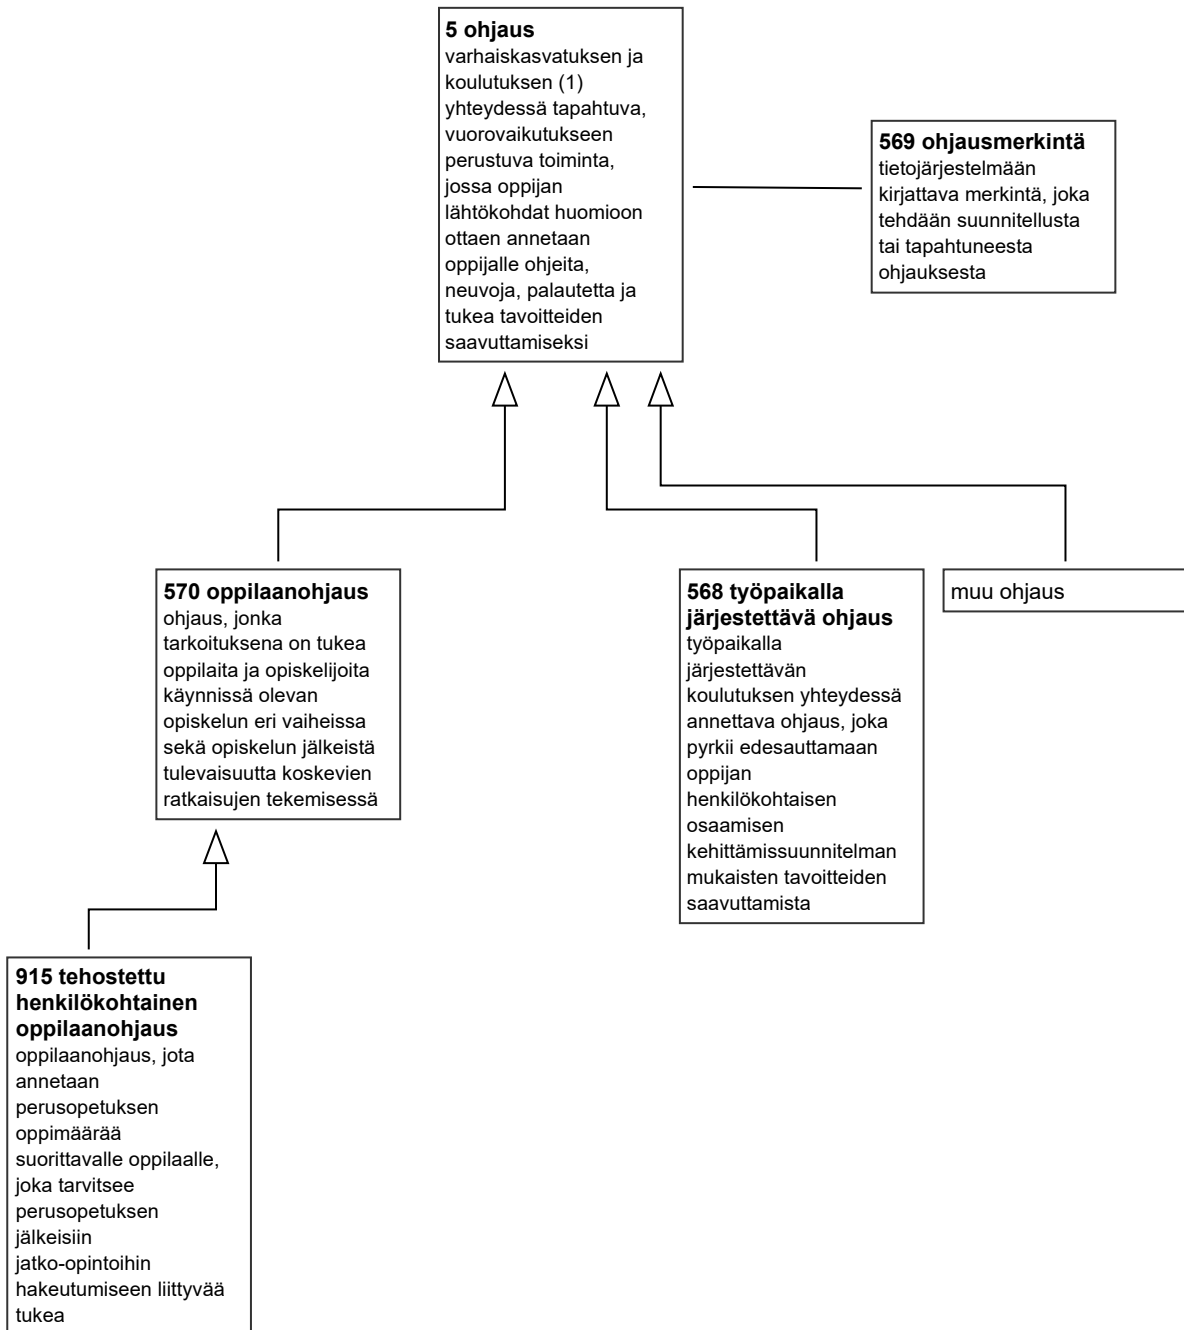 5 ohjaus
varhaiskasvatuksen ja
koulutuksen (1)
yhteydessä tapahtuva,
vuorovaikutukseen
perustuva toiminta,
jossa oppijan
lähtökohdat huomioon
ottaen annetaan
oppijalle ohjeita,
neuvoja, palautetta ja
tukea tavoitteiden
saavuttamiseksi
569 ohjausmerkintä
tietojärjestelmään
kirjattava merkintä, joka
tehdään suunnitellusta
tai tapahtuneesta
ohjauksesta
570 oppilaanohjaus
ohjaus, jonka
tarkoituksena on tukea
oppilaita ja opiskelijoita
käynnissä olevan
opiskelun eri vaiheissa
sekä opiskelun jälkeistä
tulevaisuutta koskevien
ratkaisujen tekemisessä
568 työpaikalla
järjestettävä ohjaus
työpaikalla
järjestettävän
koulutuksen yhteydessä
annettava ohjaus, joka
pyrkii edesauttamaan
oppijan
henkilökohtaisen
osaamisen
kehittämissuunnitelman
mukaisten tavoitteiden
saavuttamista
muu ohjaus
915 tehostettu
henkilökohtainen
oppilaanohjaus
oppilaanohjaus, jota
annetaan
perusopetuksen
oppimäärää
suorittavalle oppilaalle,
joka tarvitsee
perusopetuksen
jälkeisiin
jatko-opintoihin
hakeutumiseen liittyvää
tukea